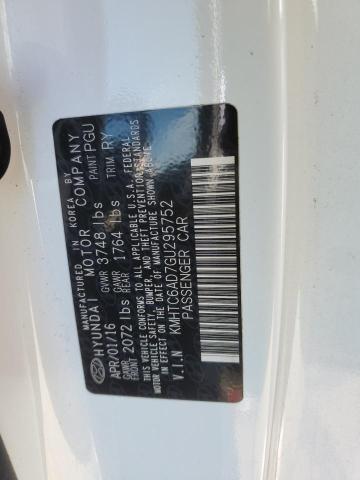 MANUFACTURED IN KOREA BY
HYUNDAI MOTOR COMPANY
APR/01/16 GVWR 3748 lbs PAINT PGU
GAWR FRONT 2072 lbs GAWR REAR 1764 lbs TRIM RY
THIS VEHICLE CONFORMS TO ALL APPLICABLE U.S.A. FEDERAL
MOTOR VEHICLE SAFETY, BUMPER, AND THEFT PREVENTION STANDARDS
IN EFFECT ON THE DATE OF MANUFACTURE SHOWN ABOVE.
V.I.N KMHTC6AD7GU295752
PASSENGER CAR